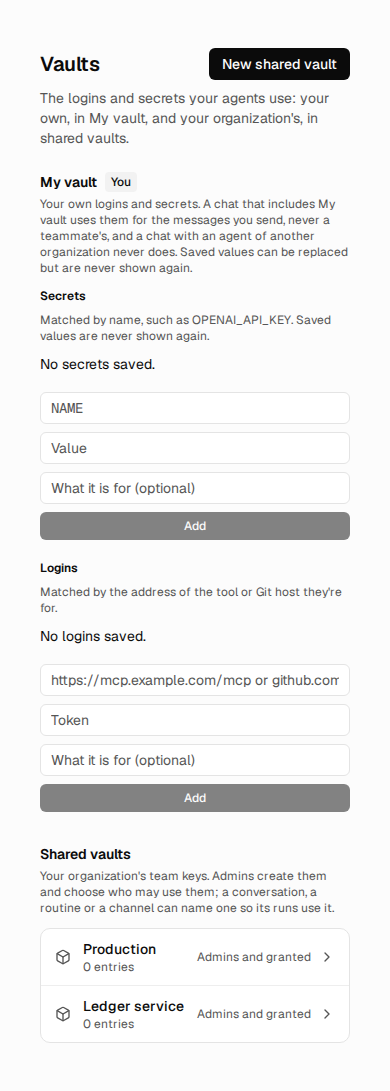 Vaults
New shared vault
The logins and secrets your agents use: your
own, in My vault, and your organization's, in
shared vaults.
My vault You
Your own logins and secrets. A chat that includes My
vault uses them for the messages you send, never a
teammate's, and a chat with an agent of another
organization never does. Saved values can be replaced
but are never shown again.
Secrets
Matched by name, such as OPENAI_API_KEY. Saved
values are never shown again.
No secrets saved.
NAME
Value
What it is for (optional)
Add
Logins
Matched by the address of the tool or Git host they're
for.
No logins saved.
https://mcp.example.com/mcp or github.com
Token
What it is for (optional)
Add
Shared vaults
Your organization's team keys. Admins create them
and choose who may use them; a conversation, a
routine or a channel can name one so its runs use it.
Production
0 entries
Admins and granted
Ledger service
0 entries
Admins and granted